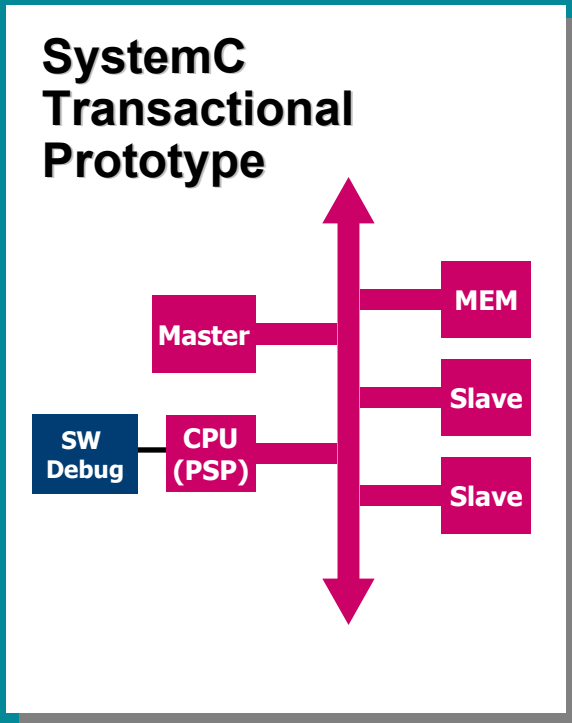 SystemC
Transactional
Prototype
MEM
Master
Slave
SW
Debug
CPU
(PSP)
Slave